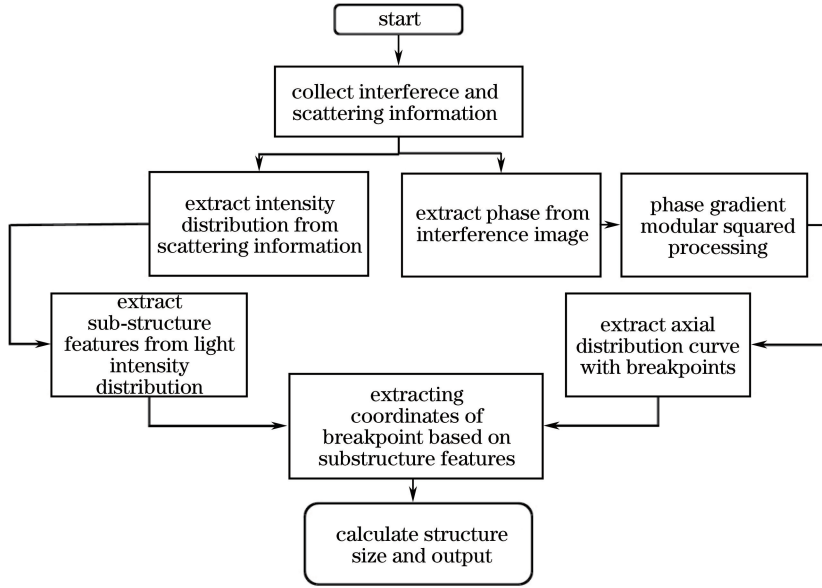 start
collect interferece and
scattering information
extract intensity
distribution from
scattering information
extract phase from
interference image
phase gradient
modular squared
processing
extract
sub-structure
features from light
intensity
distribution
extract axial
distribution curve
with breakpoints
extracting
coordinates of
breakpoint based on
substructure features
calculate structure
size and output